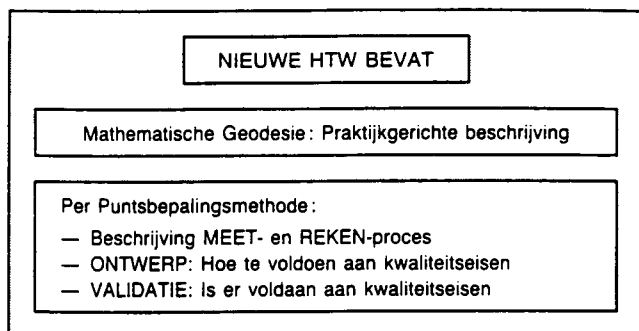 NIEUWE HTW BEVAT
Mathematische Geodesie: Praktijkgerichte beschrijving
Per Puntsbepalingsmethode:
— Beschrijving MEET- en REKEN-proces
— ONTWERP: Hoe te voldoen aan kwaliteitseisen
— VALIDATIE: Is er voldaan aan kwaliteitseisen